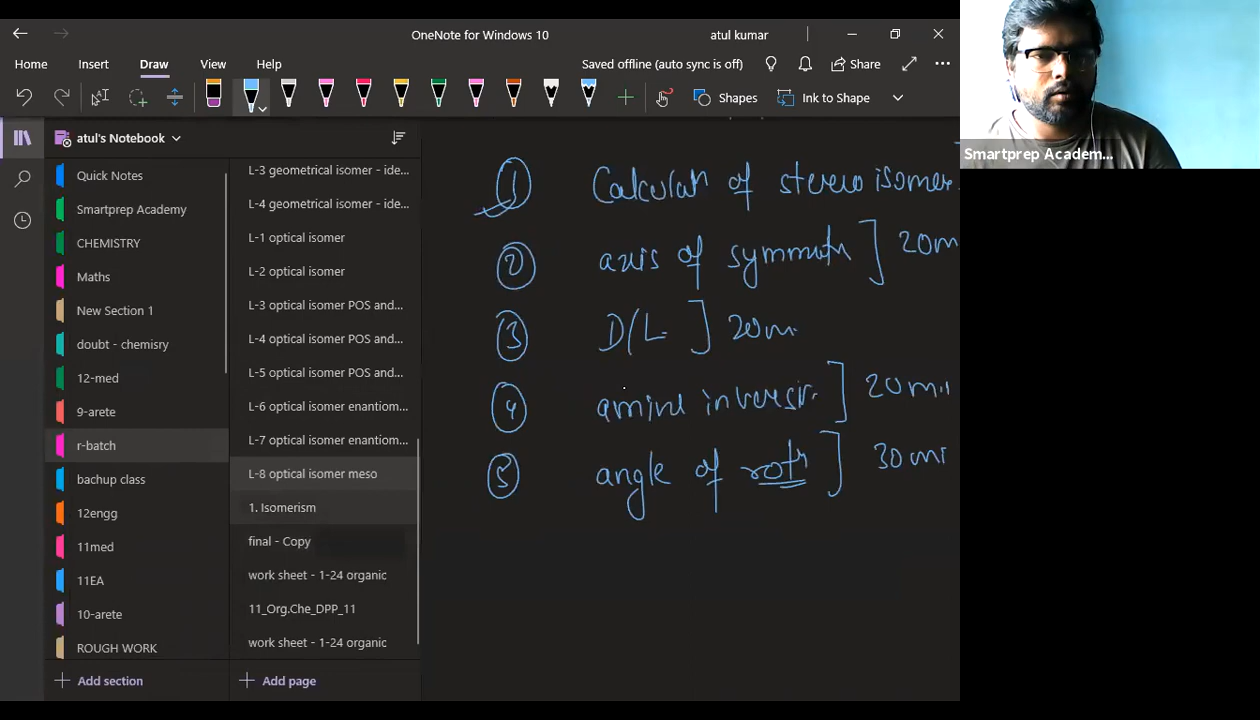 OneNote for Windows 10
atul kumar
Home Insert Draw View Help
Saved offline (auto sync is off)
Share
Shapes
Ink to Shape
atul's Notebook
Quick Notes
Smartprep Academy
CHEMISTRY
Maths
New Section 1
doubt - chemisry
12-med
9-arete
r-batch
bachup class
12engg
11med
11EA
10-arete
ROUGH WORK
Add section
L-3 geometrical isomer - ide...
L-4 geometrical isomer - ide...
L-1 optical isomer
L-2 optical isomer
L-3 optical isomer POS and...
L-4 optical isomer POS and...
L-5 optical isomer POS and...
L-6 optical isomer enantiom...
L-7 optical isomer enantiom...
L-8 optical isomer meso
1. Isomerism
final - Copy
work sheet - 1-24 organic
11_Org.Che_DPP_11
work sheet - 1-24 organic
Add page
1 of stereo isomer
2 axis of ] 20m
3 D/L ] 20m
4 amine ] 20
5 angle of ] 30
Smartprep Academ...